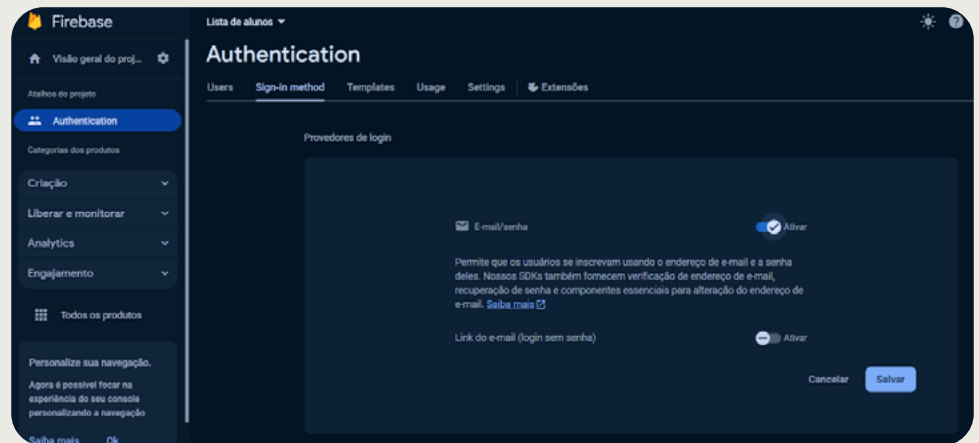 Firebase
Visão geral do proj...
Atalhos do projeto
Authentication
Categorias dos produtos
Criação
Liberar e monitorar
Analytics
Engajamento
Todos os produtos
Personalize sua navegação.
Agora é possível focar na
experiência do seu console
personalizando a navegação
Saiba mais Ok
Lista de alunos
Authentication
Users Sign-in method Templates Usage Settings Extensões
Provedores de login
E-mail/senha Ativar
Permite que os usuários se inscrevam usando o endereço de e-mail e a senha
deles. Nossos SDKs também fornecem verificação de endereço de e-mail,
recuperação de senha e componentes essenciais para alteração do endereço de
e-mail. Saiba mais
Link do e-mail (login sem senha) Ativar
Cancelar Salvar